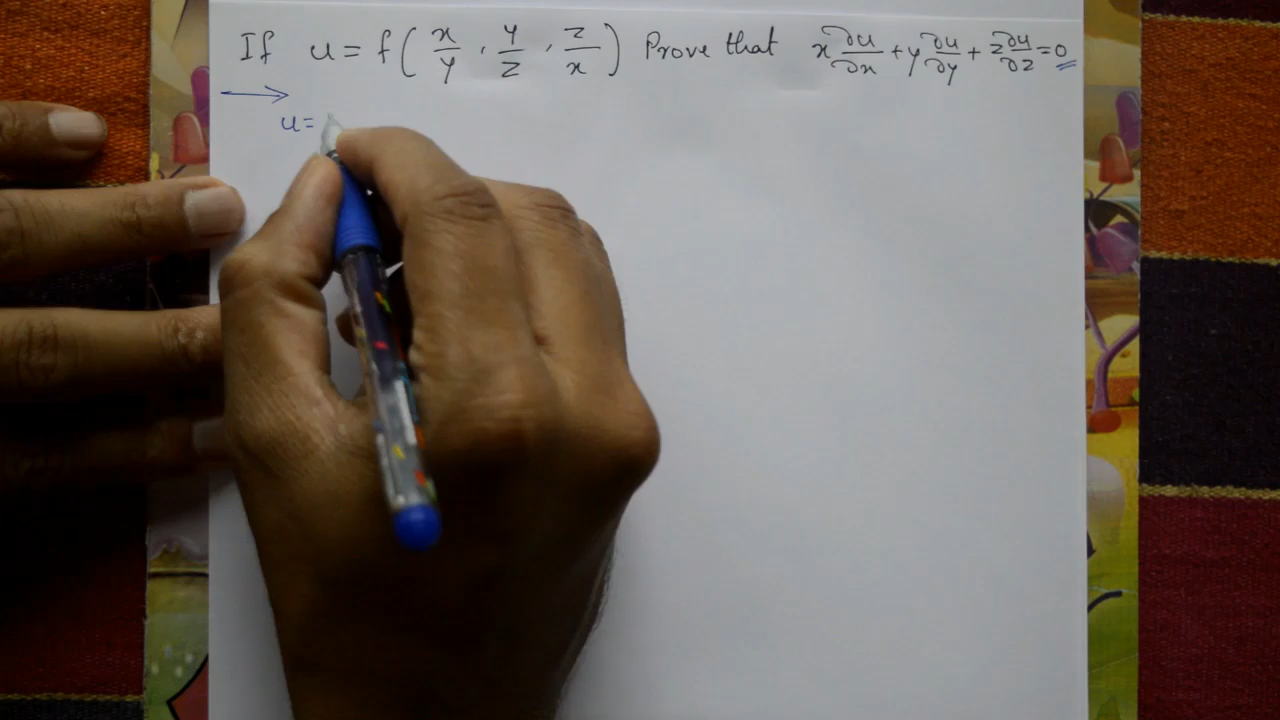 If u = f ( x/y , y/z , z/x ) Prove that x ∂u/∂x + y ∂u/∂y + z ∂u/∂z = 0
u =